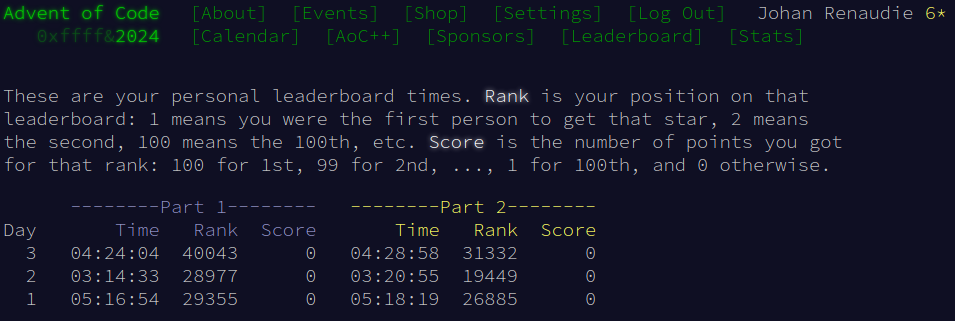 Advent of Code [About] [Events] [Shop] [Settings] [Log Out] Johan Renaudie 6*
0xffff&2024 [Calendar] [AoC++] [Sponsors] [Leaderboard] [Stats]
These are your personal leaderboard times. Rank is your position on that
leaderboard: 1 means you were the first person to get that star, 2 means
the second, 100 means the 100th, etc. Score is the number of points you got
for that rank: 100 for 1st, 99 for 2nd, ..., 1 for 100th, and 0 otherwise.
--------Part 1-------- --------Part 2--------
Day Time Rank Score Time Rank Score
3 04:24:04 40043 0 04:28:58 31332 0
2 03:14:33 28977 0 03:20:55 19449 0
1 05:16:54 29355 0 05:18:19 26885 0